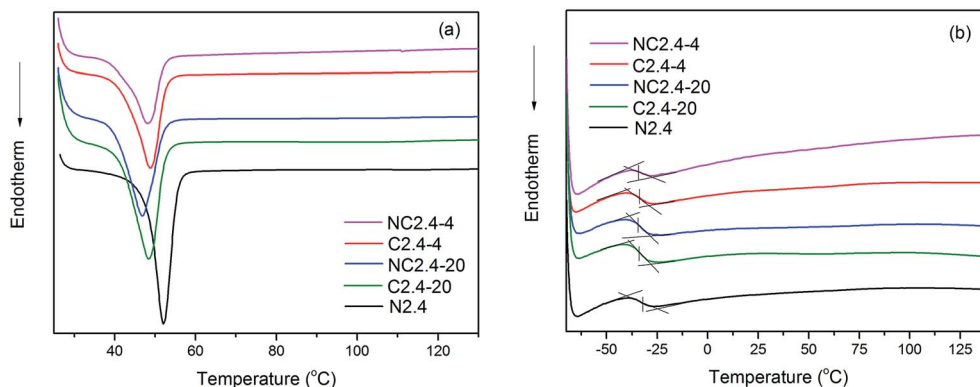 (a)
Endotherm
NC2.4-4
C2.4-4
NC2.4-20
C2.4-20
N2.4
40 60 80 100 120
Temperature (°C)
(b)
Endotherm
NC2.4-4
C2.4-4
NC2.4-20
C2.4-20
N2.4
-50 -25 0 25 50 75 100 125
Temperature (°C)